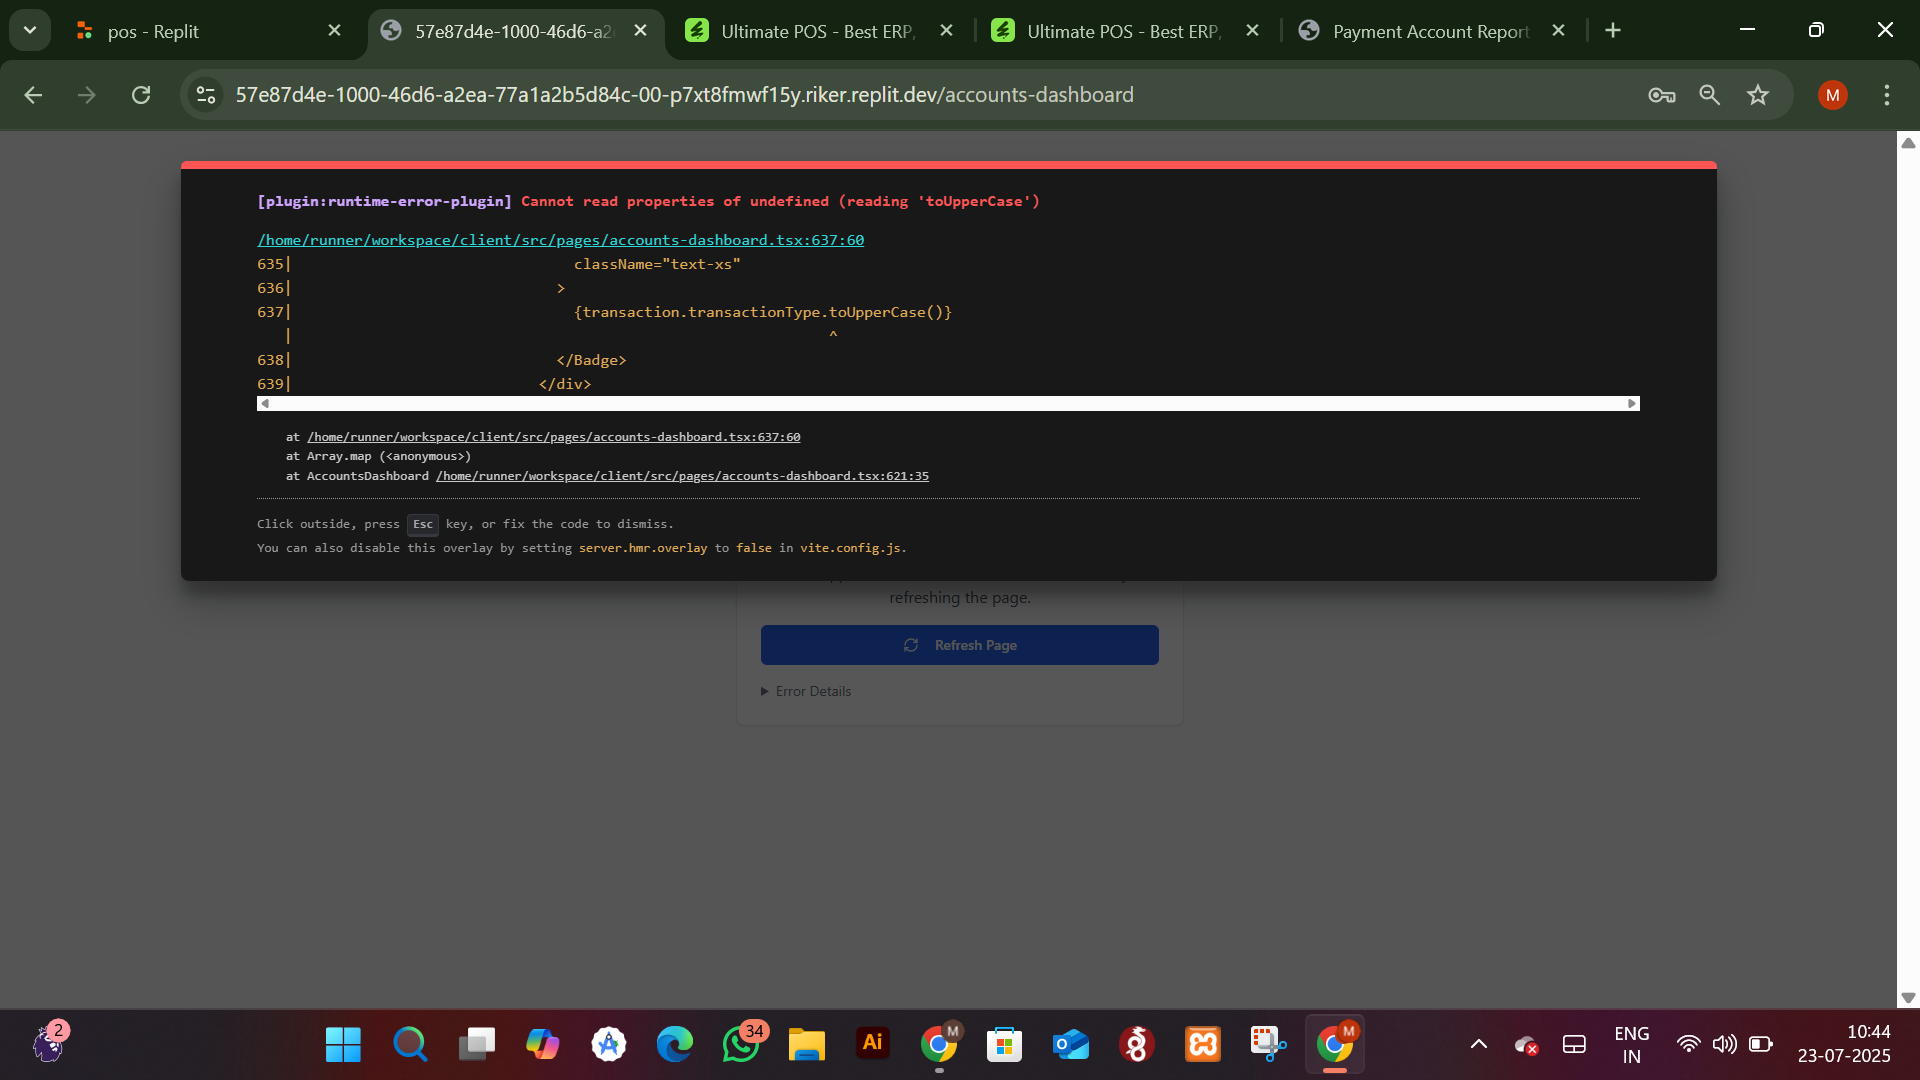 pos - Replit
57e87d4e-1000-46d6-a2
Ultimate POS - Best ERP,
Ultimate POS - Best ERP,
Payment Account Report
57e87d4e-1000-46d6-a2ea-77a1a2b5d84c-00-p7xt8fmwf15y.riker.replit.dev/accounts-dashboard
M
[plugin:runtime-error-plugin] Cannot read properties of undefined (reading 'toUpperCase')
/home/runner/workspace/client/src/pages/accounts-dashboard.tsx:637:60
635| className="text-xs"
636| >
637| {transaction.transactionType.toUpperCase()}
| ^
638| </Badge>
639| </div>
at /home/runner/workspace/client/src/pages/accounts-dashboard.tsx:637:60
at Array.map (<anonymous>)
at AccountsDashboard /home/runner/workspace/client/src/pages/accounts-dashboard.tsx:621:35
Click outside, press Esc key, or fix the code to dismiss.
You can also disable this overlay by setting server.hmr.overlay to false in vite.config.js.
refreshing the page.
Refresh Page
Error Details
2
34
Ai
M
M
ENG
IN
10:44
23-07-2025